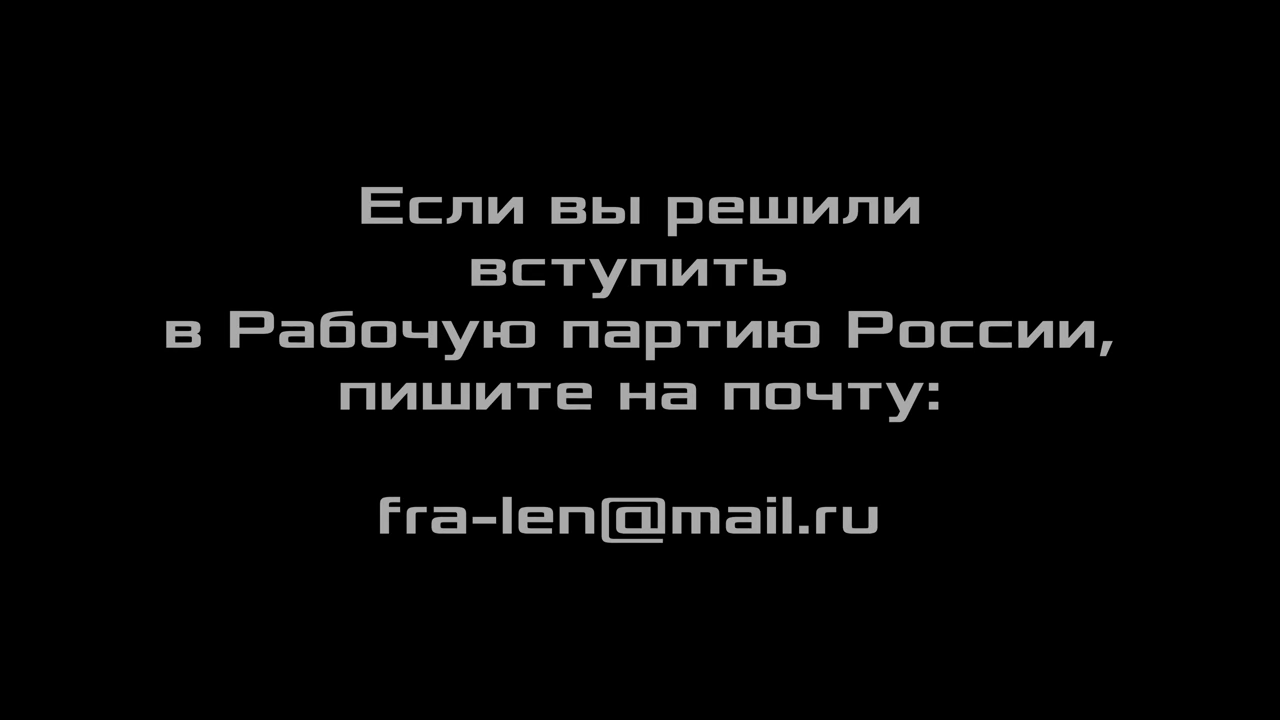 Если вы решили
вступить
в Рабочую партию России,
пишите на почту:
fra-len@mail.ru